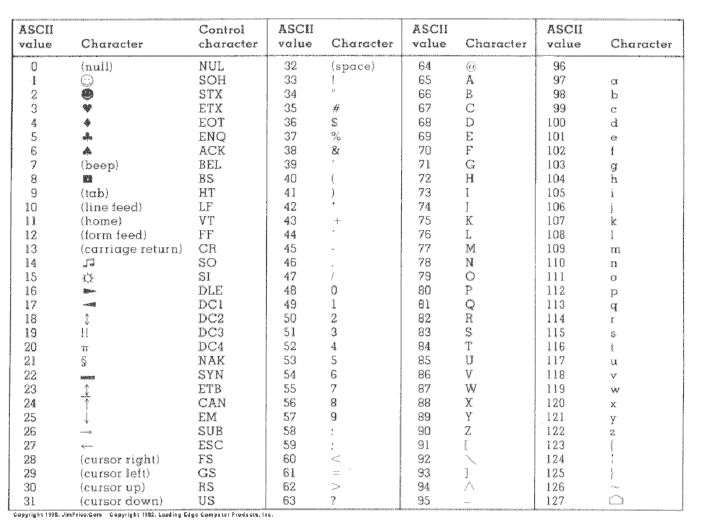 ASCII value Character Control character ASCII value Character ASCII value Character ASCII value Character
0 (null) NUL 32 (space) 64 @ 96
1 ☺ SOH 33 ! 65 A 97 a
2 ☻ STX 34 " 66 B 98 b
3 ♥ ETX 35 # 67 C 99 c
4 ♦ EOT 36 $ 68 D 100 d
5 ♣ ENQ 37 % 69 E 101 e
6 ♠ ACK 38 & 70 F 102 f
7 (beep) BEL 39 ' 71 G 103 g
8 ◘ BS 40 ( 72 H 104 h
9 (tab) HT 41 ) 73 I 105 i
10 (line feed) LF 42 * 74 J 106 j
11 (home) VT 43 + 75 K 107 k
12 (form feed) FF 44 ' 76 L 108 l
13 (carriage return) CR 45 - 77 M 109 m
14 ♫ SO 46 . 78 N 110 n
15 ☼ SI 47 / 79 O 111 o
16 ► DLE 48 0 80 P 112 p
17 ◄ DC1 49 1 81 Q 113 q
18 ↕ DC2 50 2 82 R 114 r
19 !! DC3 51 3 83 S 115 s
20 π DC4 52 4 84 T 116 t
21 § NAK 53 5 85 U 117 u
22 ▬ SYN 54 6 86 V 118 v
23 ↨ ETB 55 7 87 W 119 w
24 ↑ CAN 56 8 88 X 120 x
25 ↓ EM 57 9 89 Y 121 y
26 → SUB 58 : 90 Z 122 z
27 ← ESC 59 ; 91 [ 123 {
28 (cursor right) FS 60 < 92 \ 124 ¦
29 (cursor left) GS 61 = 93 ] 125 }
30 (cursor up) RS 62 > 94 ∧ 126 ~
31 (cursor down) US 63 ? 95 _ 127 ⌂
Copyright 1998, JimPrice.Com Copyright 1982, Leading Edge Computer Products, Inc.